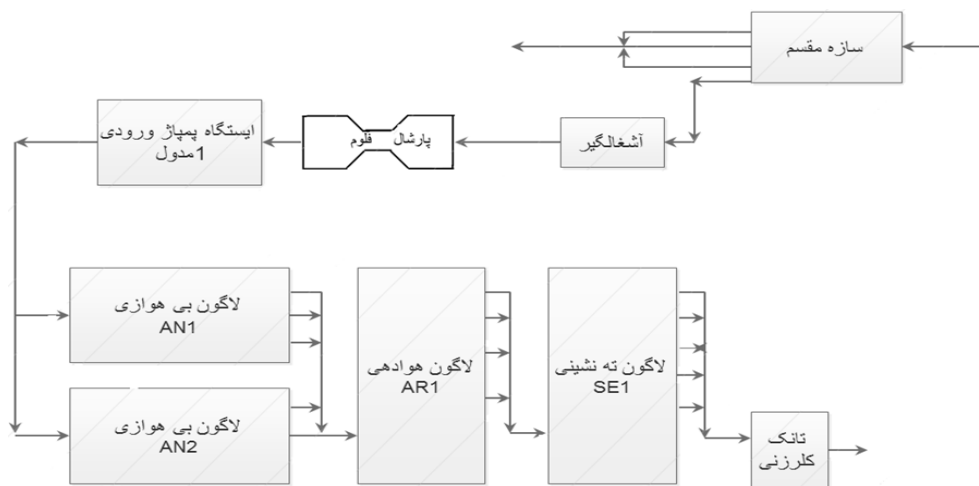 سازه مقسم
آشغالگیر
پارشال فلوم
ایستگاه پمپاژ ورودی
مدول1
لاگون بی هوازی
AN1
لاگون بی هوازی
AN2
لاگون هوادهی
AR1
لاگون ته نشینی
SE1
تانک
کلرزنی